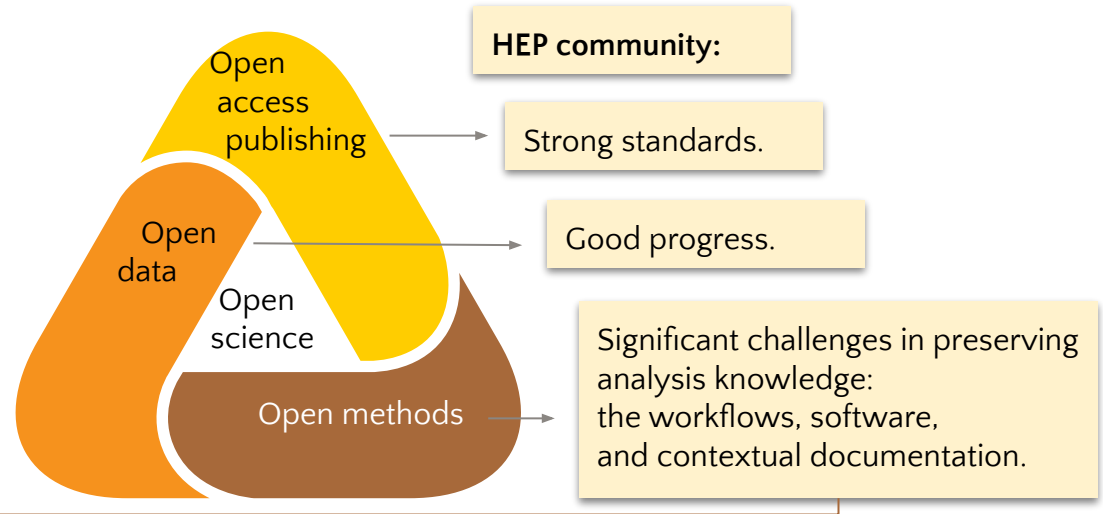 HEP community:
Open
access
publishing
Strong standards.
Open
data
Good progress.
Open
science
Open methods
Significant challenges in preserving
analysis knowledge:
the workflows, software,
and contextual documentation.